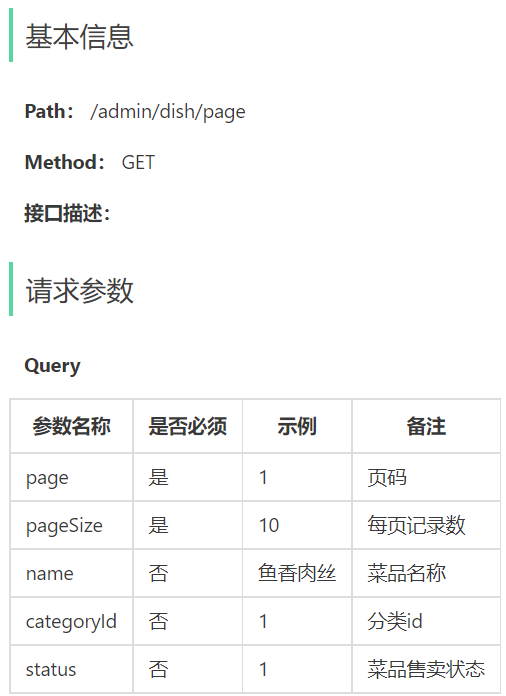 基本信息
Path： /admin/dish/page
Method： GET
接口描述：
请求参数
Query
参数名称 是否必须 示例 备注
page 是 1 页码
pageSize 是 10 每页记录数
name 否 鱼香肉丝 菜品名称
categoryId 否 1 分类id
status 否 1 菜品售卖状态